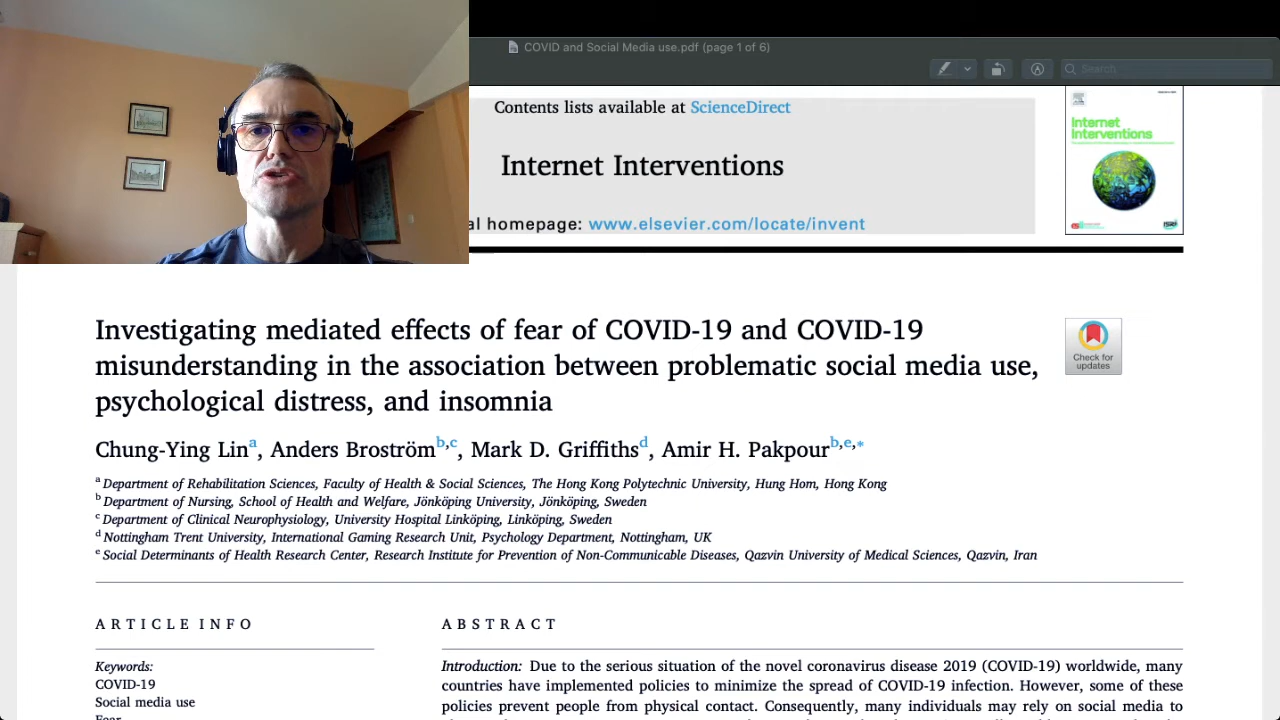 COVID and Social Media use.pdf (page 1 of 6)
Search
Contents lists available at ScienceDirect
Internet Interventions
al homepage: www.elsevier.com/locate/invent
Internet
Interventions
Investigating mediated effects of fear of COVID-19 and COVID-19
misunderstanding in the association between problematic social media use,
psychological distress, and insomnia
Chung-Ying Lin a, Anders Broström b,c, Mark D. Griffiths d, Amir H. Pakpour b,e,*
Check for
updates
a Department of Rehabilitation Sciences, Faculty of Health & Social Sciences, The Hong Kong Polytechnic University, Hung Hom, Hong Kong
b Department of Nursing, School of Health and Welfare, Jönköping University, Jönköping, Sweden
c Department of Clinical Neurophysiology, University Hospital Linköping, Linköping, Sweden
d Nottingham Trent University, International Gaming Research Unit, Psychology Department, Nottingham, UK
e Social Determinants of Health Research Center, Research Institute for Prevention of Non-Communicable Diseases, Qazvin University of Medical Sciences, Qazvin, Iran
ARTICLE INFO
Keywords:
COVID-19
Social media use
Fear
ABSTRACT
Introduction: Due to the serious situation of the novel coronavirus disease 2019 (COVID-19) worldwide, many
countries have implemented policies to minimize the spread of COVID-19 infection. However, some of these
policies prevent people from physical contact. Consequently, many individuals may rely on social media to